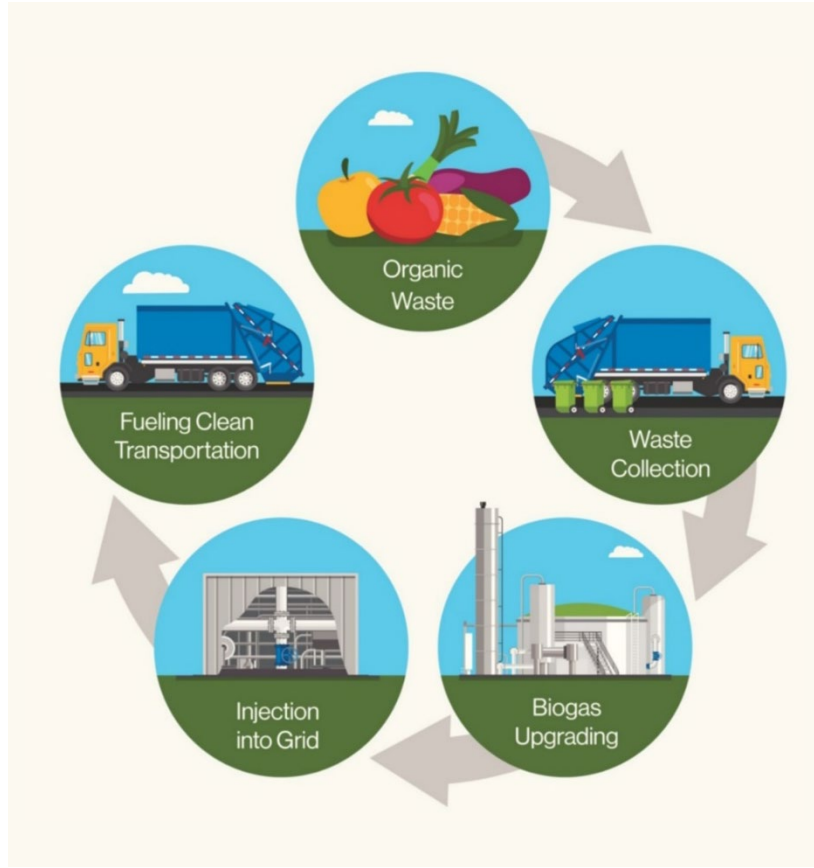 Organic
Waste
Waste
Collection
Biogas
Upgrading
Injection
into Grid
Fueling Clean
Transportation